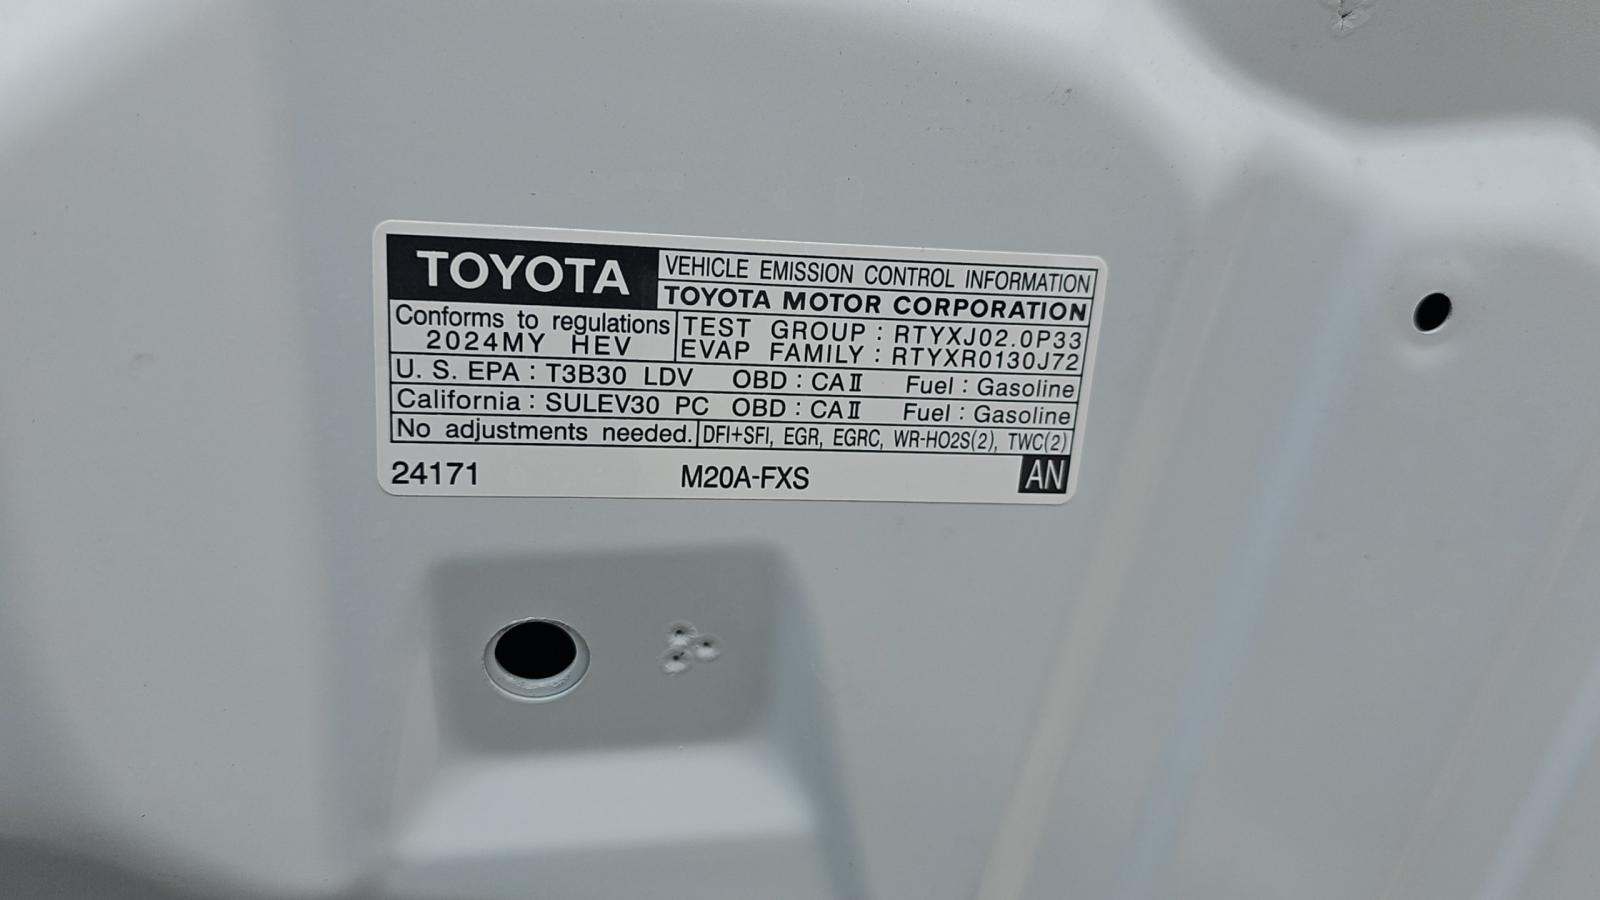 TOYOTA
VEHICLE EMISSION CONTROL INFORMATION
TOYOTA MOTOR CORPORATION
Conforms to regulations
2024MY HEV
TEST GROUP : RTYXJ02.0P33
EVAP FAMILY : RTYXR0130J72
U. S. EPA : T3B30 LDV OBD : CAⅡ Fuel : Gasoline
California : SULEV30 PC OBD : CAⅡ Fuel : Gasoline
No adjustments needed. DFI+SFI, EGR, EGRC, WR-HO2S(2), TWC(2)
24171 M20A-FXS AN